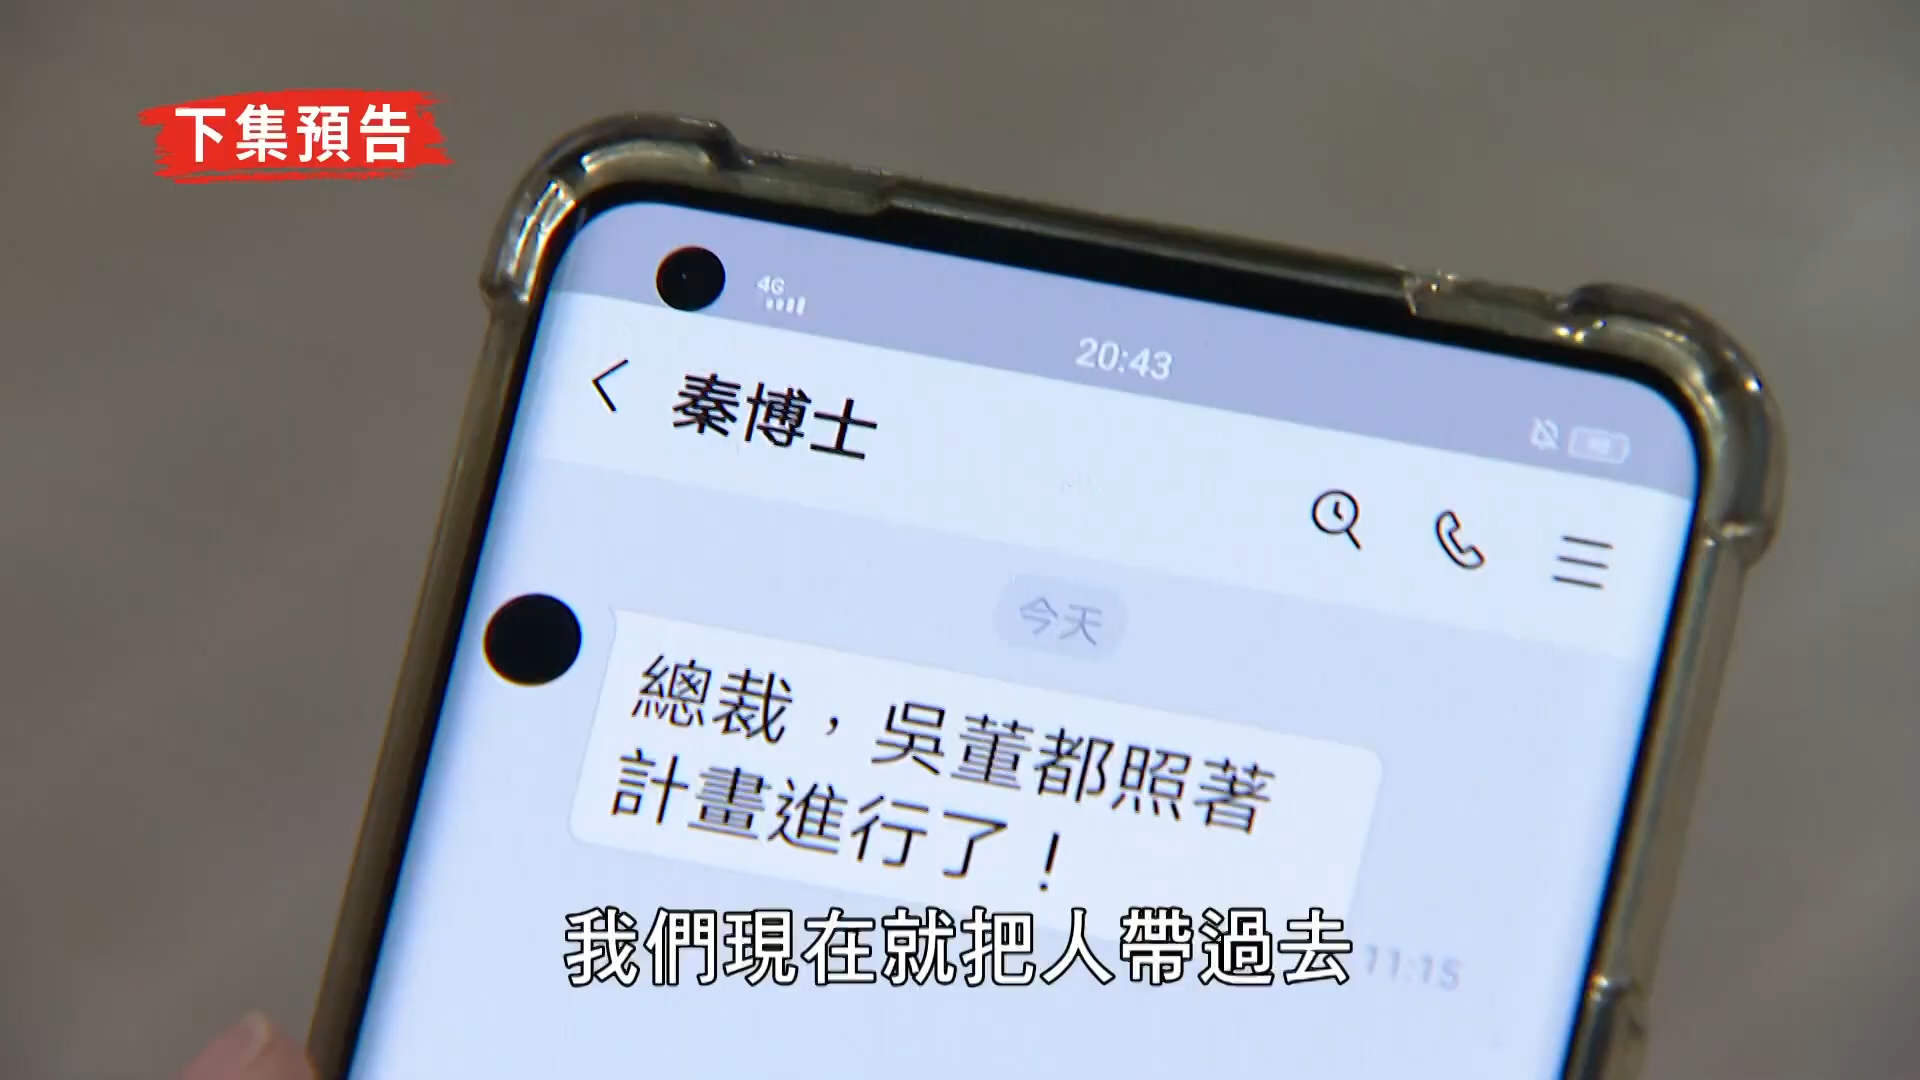 下集預告
4G
20:43
秦博士
今天
總裁，吳董都照著
計畫進行了！
11:15
我們現在就把人帶過去